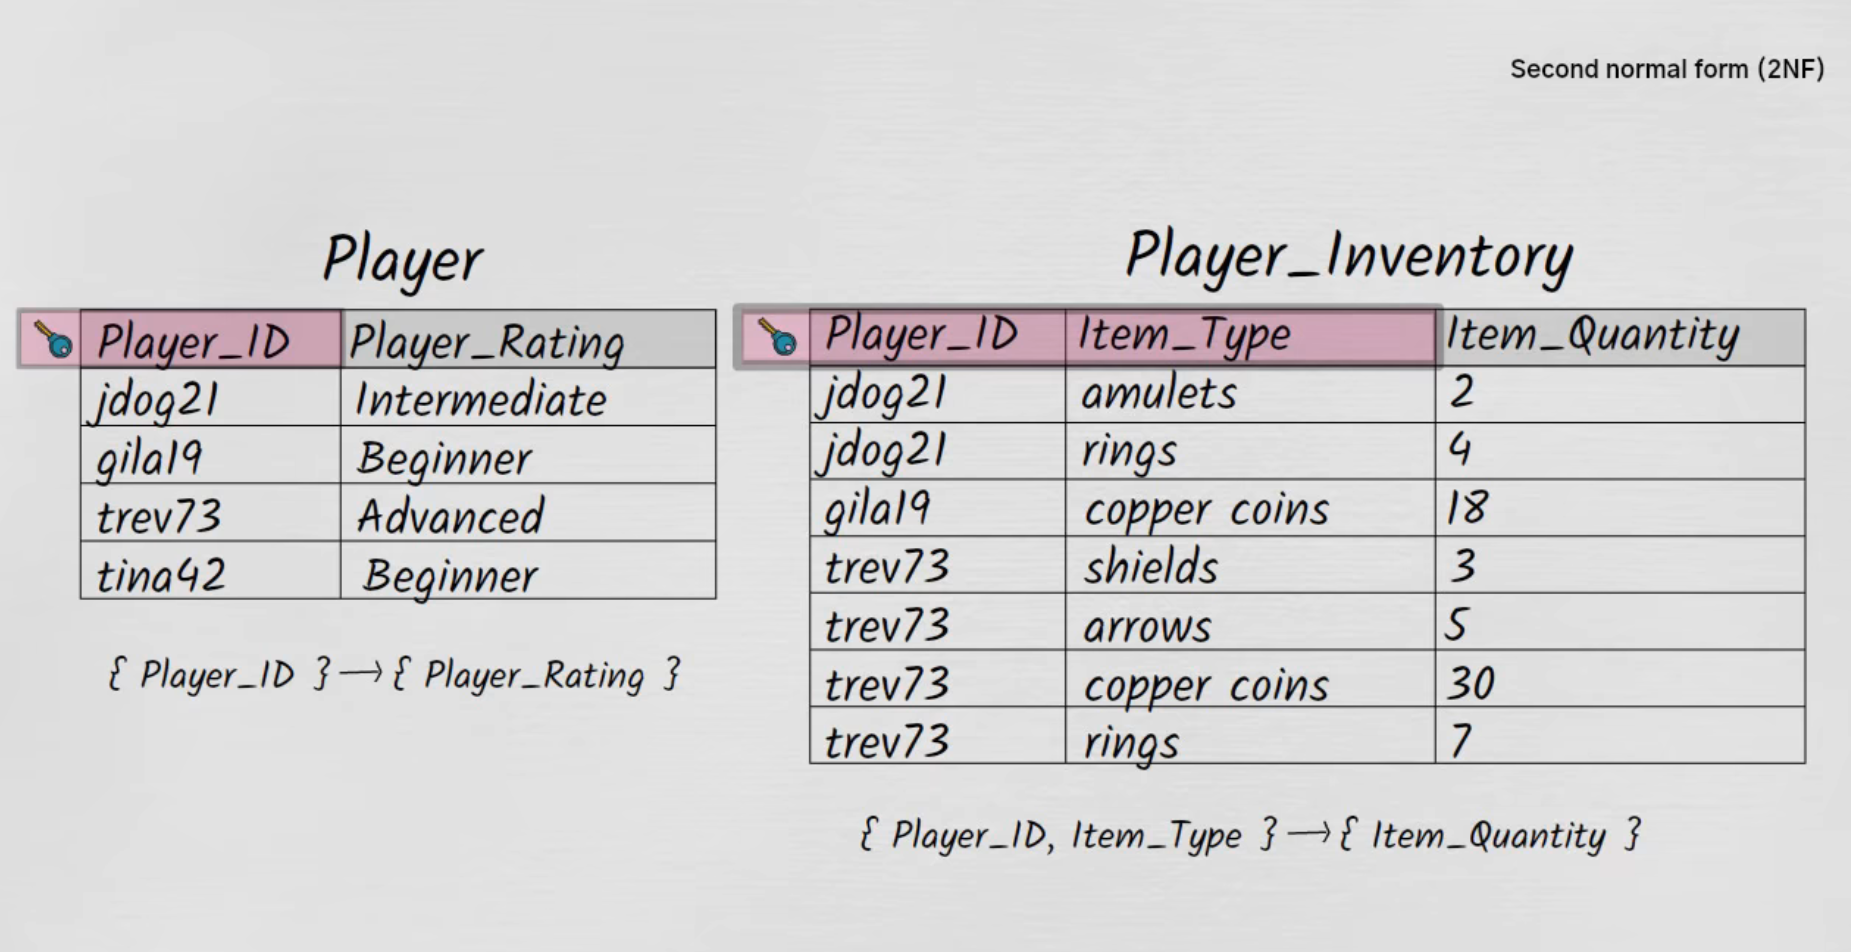 Second normal form (2NF)
Player
Player_ID Player_Rating
jdog21 Intermediate
gila19 Beginner
trev73 Advanced
tina42 Beginner
{ Player_ID } → { Player_Rating }
Player_Inventory
Player_ID Item_Type Item_Quantity
jdog21 amulets 2
jdog21 rings 4
gila19 copper coins 18
trev73 shields 3
trev73 arrows 5
trev73 copper coins 30
trev73 rings 7
{ Player_ID, Item_Type } → { Item_Quantity }